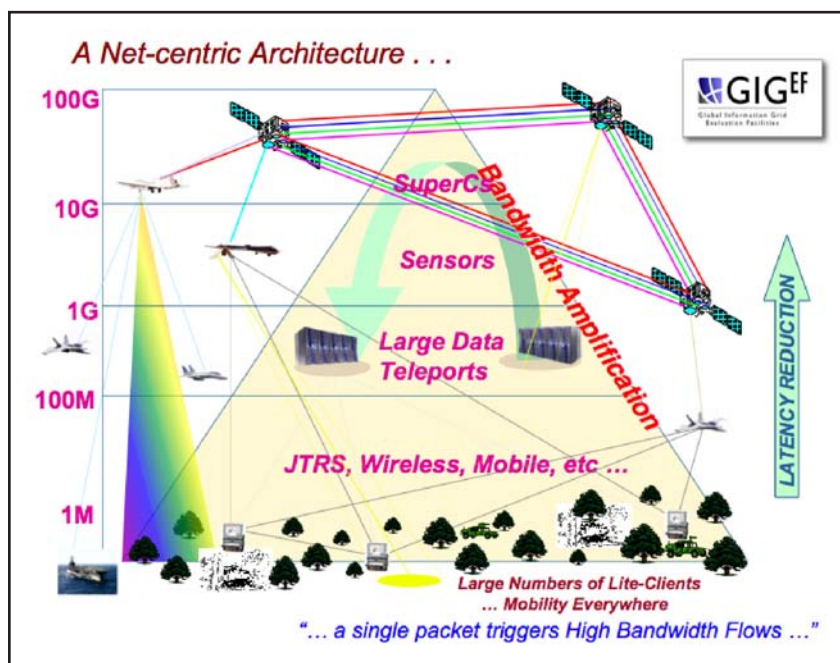 A Net-centric Architecture . . .
GIG EF
Global Information Grid
Evaluation Facilities
100G
10G
1G
100M
1M
SuperCs
Sensors
Large Data
Teleports
JTRS, Wireless, Mobile, etc ...
Bandwidth Amplification
LATENCY REDUCTION
Large Numbers of Lite-Clients
... Mobility Everywhere
“... a single packet triggers High Bandwidth Flows ...”